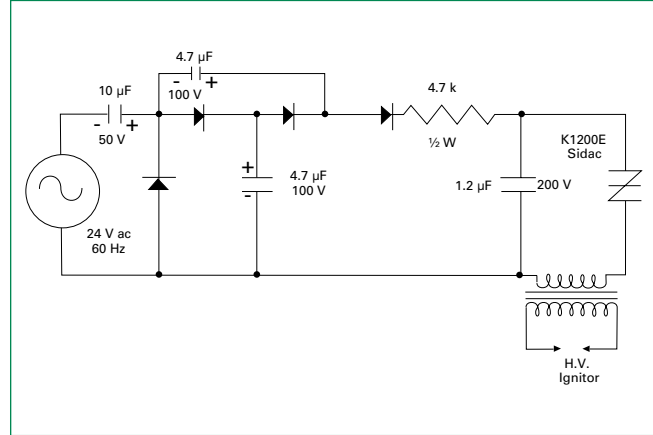 4.7 µF
- +
100 V
10 µF
- +
50 V
4.7 k
½ W
K1200E
Sidac
+
-
4.7 µF
100 V
1.2 µF
200 V
24 V ac
60 Hz
H.V.
Ignitor